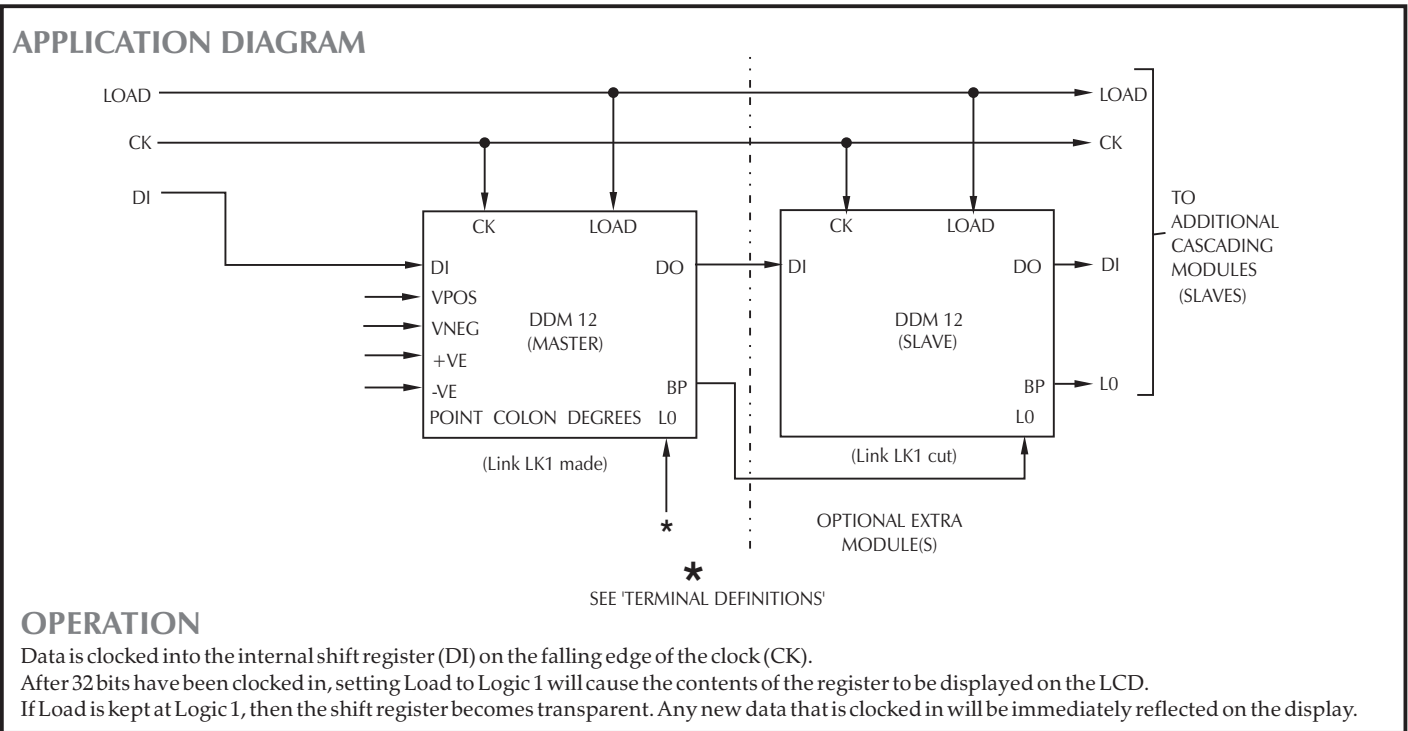 APPLICATION DIAGRAM
LOAD
LOAD
CK
CK
DI
TO
ADDITIONAL
CASCADING
MODULES
(SLAVES)
CK
LOAD
CK
LOAD
DI
DO
DI
DO
DI
VPOS
VNEG
+VE
-VE
DDM 12
(MASTER)
DDM 12
(SLAVE)
BP
BP
L0
POINT COLON DEGREES L0
L0
(Link LK1 made)
(Link LK1 cut)
*
OPTIONAL EXTRA
MODULE(S)
*
SEE 'TERMINAL DEFINITIONS'
OPERATION
Data is clocked into the internal shift register (DI) on the falling edge of the clock (CK).
After 32 bits have been clocked in, setting Load to Logic 1 will cause the contents of the register to be displayed on the LCD.
If Load is kept at Logic 1, then the shift register becomes transparent. Any new data that is clocked in will be immediately reflected on the display.